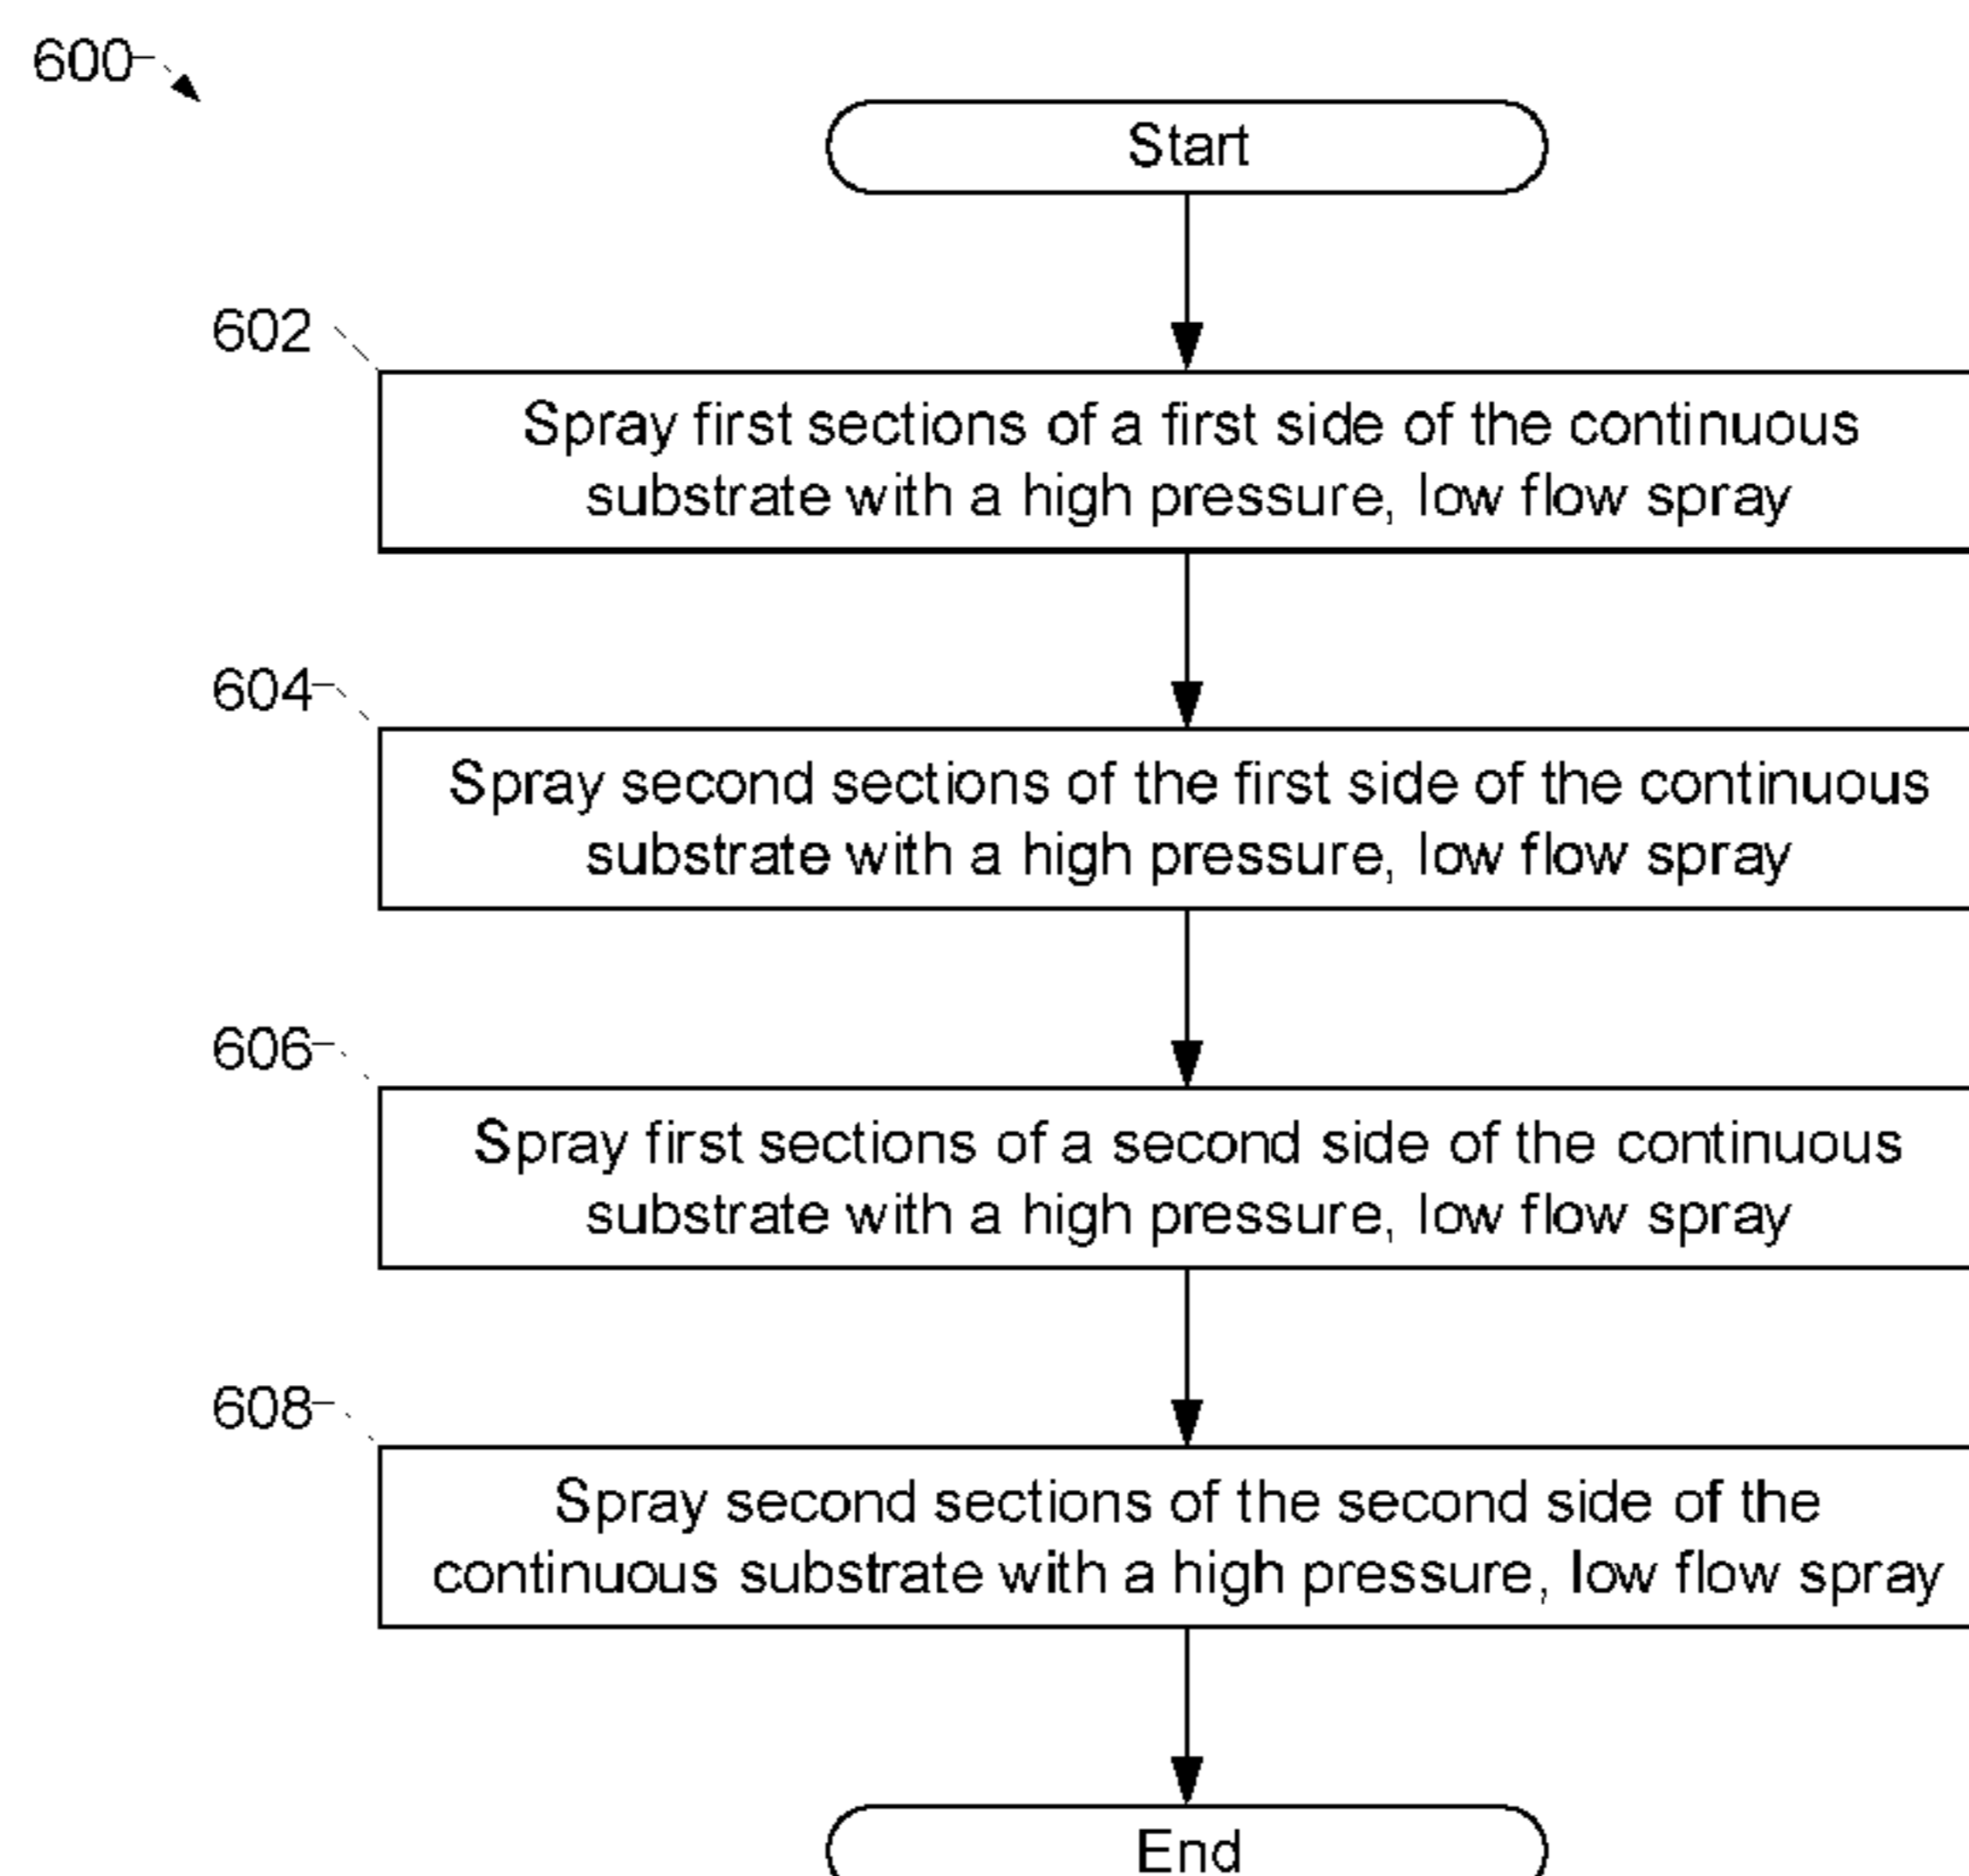 600
Start
602
Spray first sections of a first side of the continuous
substrate with a high pressure, low flow spray
604
Spray second sections of the first side of the continuous
substrate with a high pressure, low flow spray
606
Spray first sections of a second side of the continuous
substrate with a high pressure, low flow spray
608
Spray second sections of the second side of the
continuous substrate with a high pressure, low flow spray
End